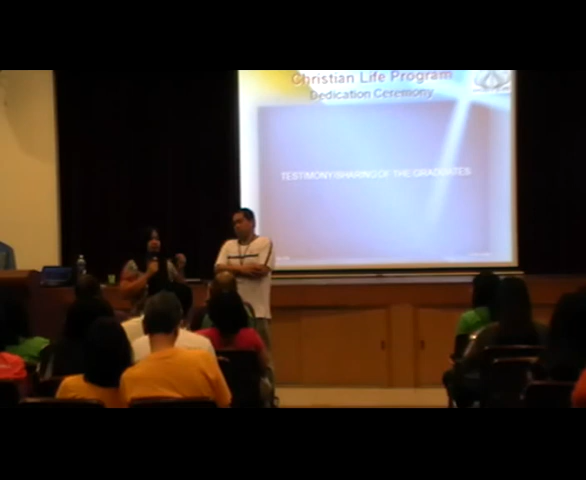 Christian Life Program
Dedication Ceremony
TESTIMONY/SHARING OF THE GRADUATES